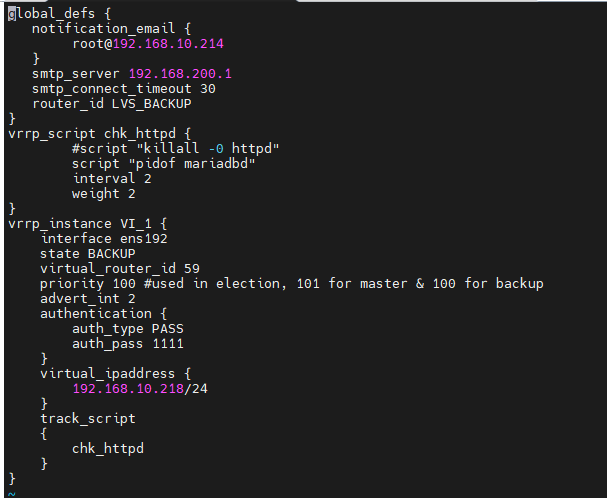 global_defs {
notification_email {
root@192.168.10.214
}
smtp_server 192.168.200.1
smtp_connect_timeout 30
router_id LVS_BACKUP
}
vrrp_script chk_httpd {
#script "killall -0 httpd"
script "pidof mariadbd"
interval 2
weight 2
}
vrrp_instance VI_1 {
interface ens192
state BACKUP
virtual_router_id 59
priority 100 #used in election, 101 for master & 100 for backup
advert_int 2
authentication {
auth_type PASS
auth_pass 1111
}
virtual_ipaddress {
192.168.10.218/24
}
track_script
{
chk_httpd
}
}
~